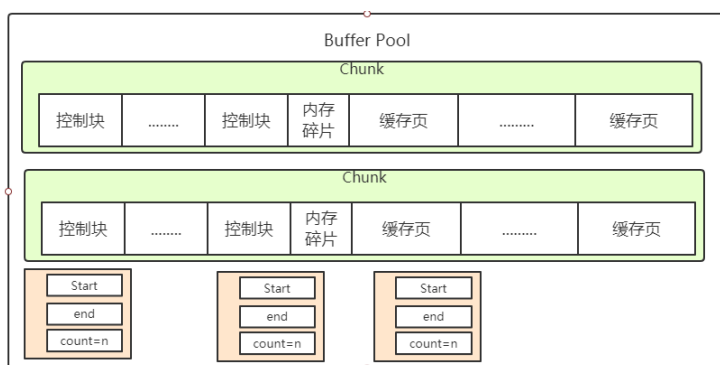 Buffer Pool
Chunk
控制块 ........ 控制块 内存碎片 缓存页 ......... 缓存页
Chunk
控制块 ........ 控制块 内存碎片 缓存页 ......... 缓存页
Start Start Start
end end end
count=n count=n count=n